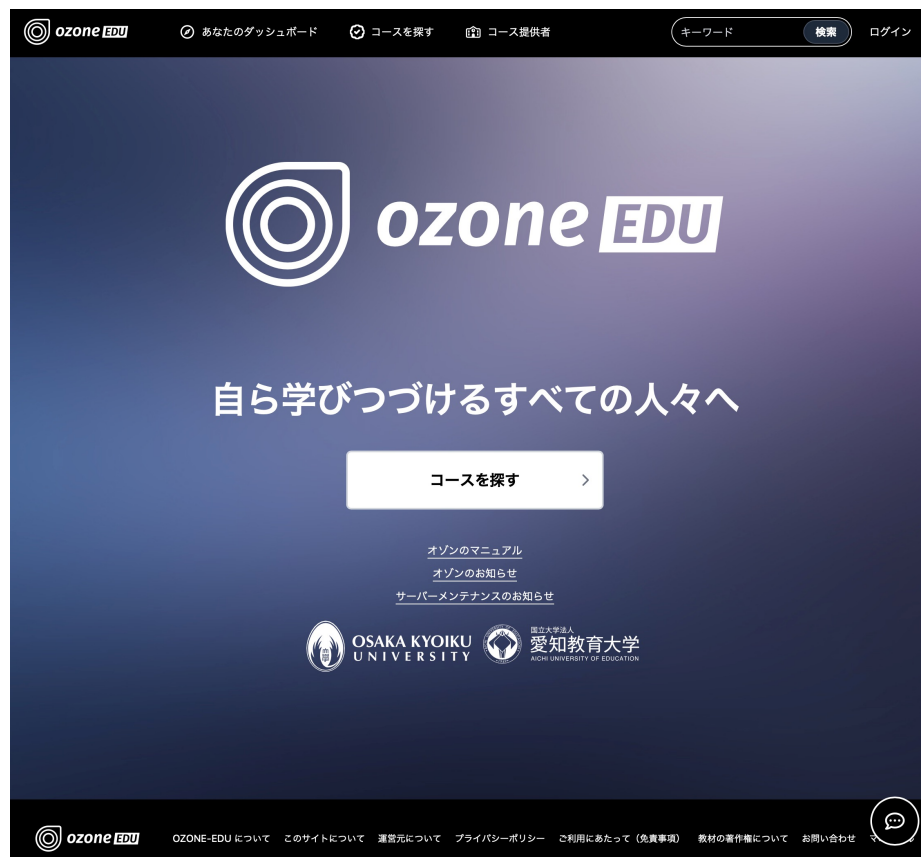 ozone EDU
あなたのダッシュボード
コースを探す
コース提供者
キーワード
検索
ログイン
ozone EDU
自ら学びつづけるすべての人々へ
コースを探す
オゾンのマニュアル
オゾンのお知らせ
サーバーメンテナンスのお知らせ
OSAKA KYOIKU
UNIVERSITY
国立大学法人
愛知教育大学
AICHI UNIVERSITY OF EDUCATION
ozone EDU
OZONE-EDU について
このサイトについて
運営元について
プライバシーポリシー
ご利用にあたって（免責事項）
教材の著作権について
お問い合わせ